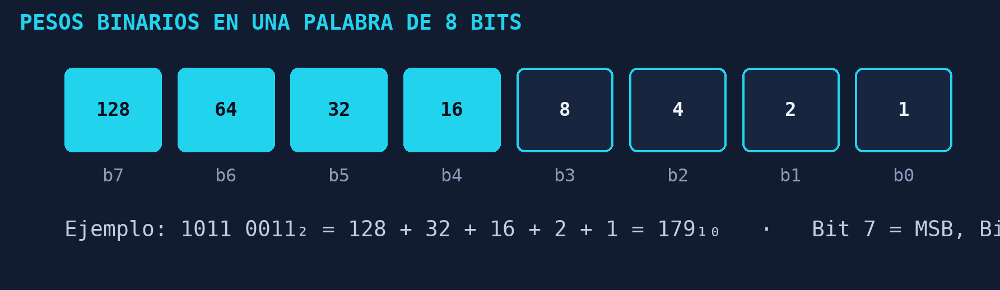 PESOS BINARIOS EN UNA PALABRA DE 8 BITS
128 64 32 16 8 4 2 1
b7 b6 b5 b4 b3 b2 b1 b0
Ejemplo: 1011 0011₂ = 128 + 32 + 16 + 2 + 1 = 179₁₀ · Bit 7 = MSB,